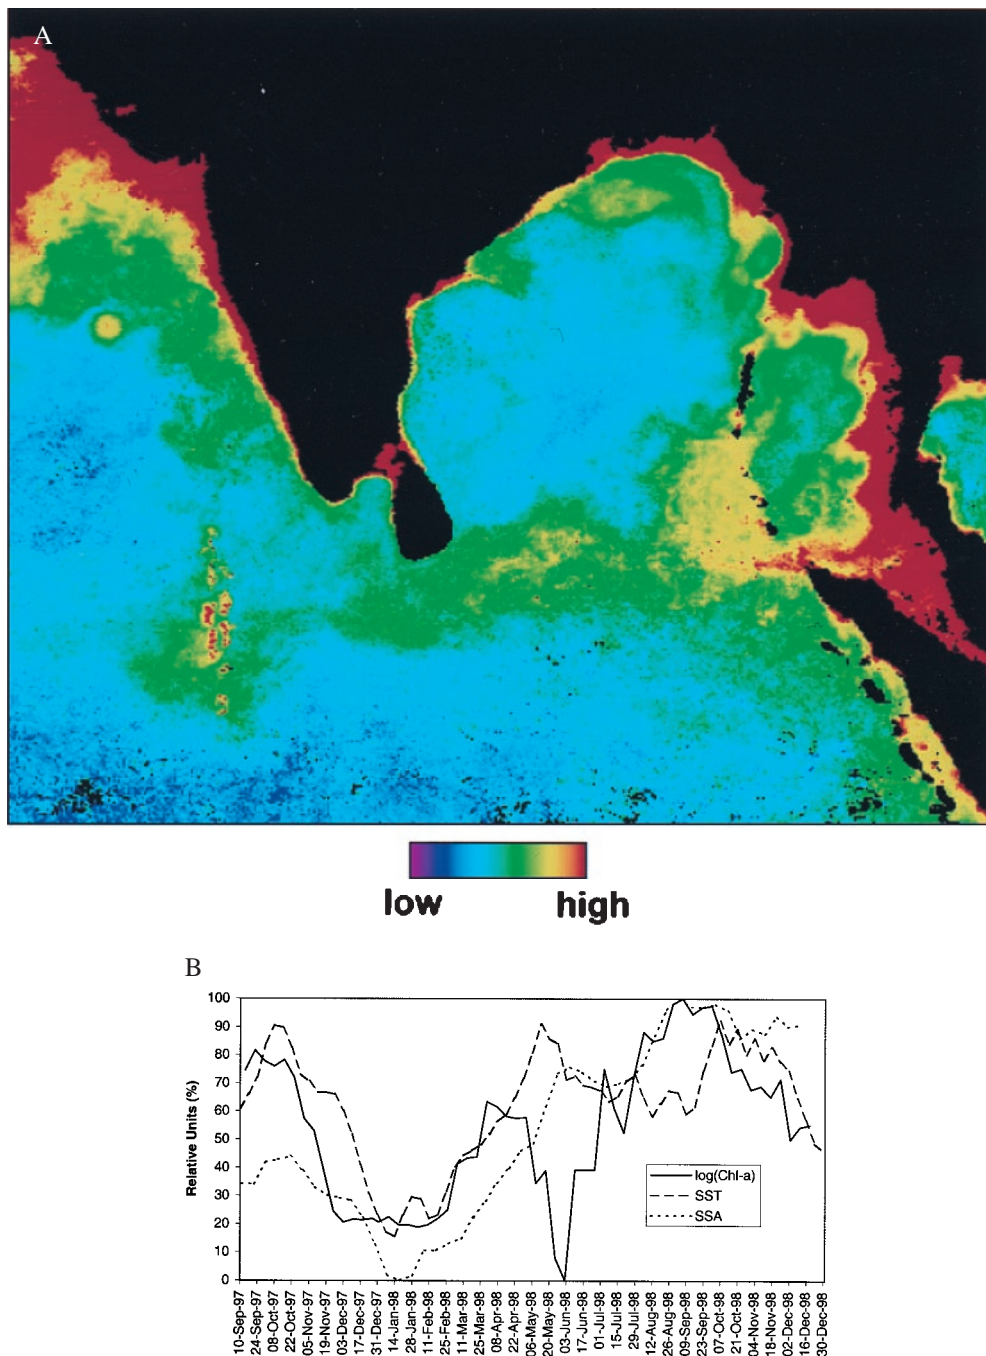 A
low high
B
Relative Units (%)
100
90
80
70
60
50
40
30
20
10
0
log(Chl-a)
SST
SSA
10-Sep-97
24-Sep-97
08-Oct-97
22-Oct-97
05-Nov-97
19-Nov-97
03-Dec-97
17-Dec-97
31-Dec-97
14-Jan-98
28-Jan-98
11-Feb-98
25-Feb-98
11-Mar-98
25-Mar-98
08-Apr-98
22-Apr-98
06-May-98
20-May-98
03-Jun-98
17-Jun-98
01-Jul-98
15-Jul-98
29-Jul-98
12-Aug-98
26-Aug-98
09-Sep-98
23-Sep-98
07-Oct-98
21-Oct-98
04-Nov-98
18-Nov-98
02-Dec-98
16-Dec-98
30-Dec-98